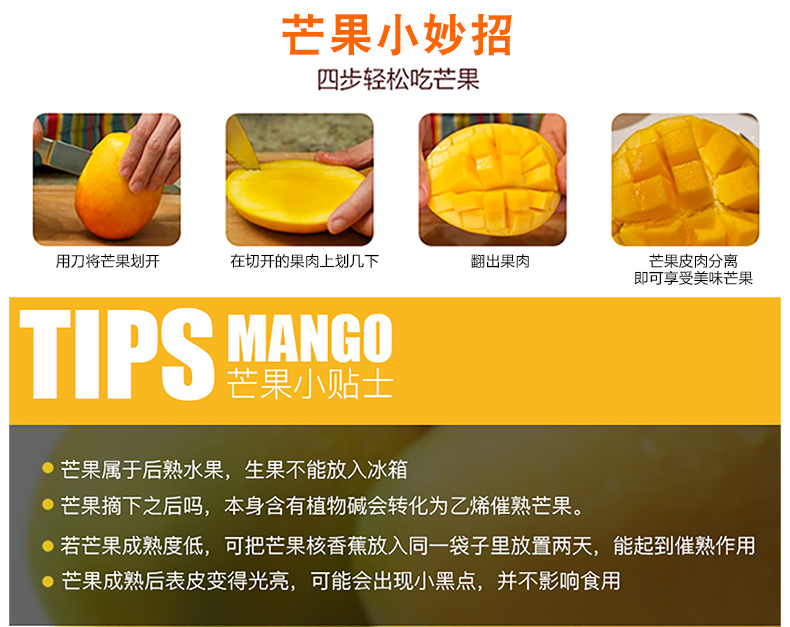 芒果小妙招
四步轻松吃芒果
用刀将芒果划开
在切开的果肉上划几下
翻出果肉
芒果皮肉分离
即可享受美味芒果
TIPS
MANGO
芒果小贴士
芒果属于后熟水果，生果不能放入冰箱
芒果摘下之后吗，本身含有植物碱会转化为乙烯催熟芒果。
若芒果成熟度低，可把芒果核香蕉放入同一袋子里放置两天，能起到催熟作用
芒果成熟后表皮变得光亮，可能会出现小黑点，并不影响食用